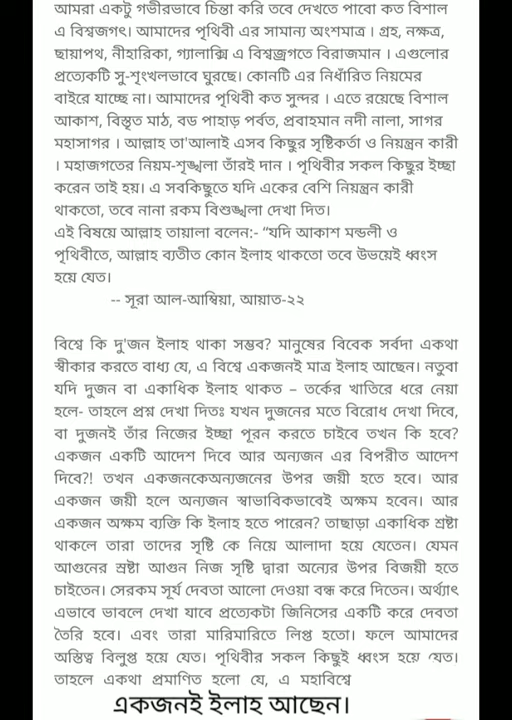 আমরা একটু গভীরভাবে চিন্তা করি তবে দেখতে পাবো কত বিশাল
এ বিশ্বজগৎ। আমাদের পৃথিবী এর সামান্য অংশমাত্র । গ্রহ, নক্ষত্র,
ছায়াপথ, নীহারিকা, গ্যালাক্সি এ বিশ্বজ্রগতে বিরাজমান । এগুলোর
প্রত্যেকটি সু-শৃংখলভাবে ঘুরছে। কোনটি এর নির্ধারিত নিয়মের
বাইরে যাচ্ছে না। আমাদের পৃথিবী কত সুন্দর । এতে রয়েছে বিশাল
আকাশ, বিস্তৃত মাঠ, বড পাহাড় পর্বত, প্রবাহমান নদী নালা, সাগর
মহাসাগর । আল্লাহ তা'আলাই এসব কিছুর সৃষ্টিকর্তা ও নিয়ন্ত্রন কারী
। মহাজগতের নিয়ম-শৃঙ্খলা তাঁরই দান । পৃথিবীর সকল কিছুর ইচ্ছা
করেন তাই হয়। এ সবকিছুতে যদি একের বেশি নিয়ন্ত্রন কারী
থাকতো, তবে নানা রকম বিশুঙ্খলা দেখা দিত।
এই বিষয়ে আল্লাহ তায়ালা বলেন:- “যদি আকাশ মন্ডলী ও
পৃথিবীতে, আল্লাহ ব্যতীত কোন ইলাহ থাকতো তবে উভয়েই ধ্বংস
হয়ে যেত।
-- সূরা আল-আম্বিয়া, আয়াত-২২
বিশ্বে কি দু'জন ইলাহ থাকা সম্ভব? মানুষের বিবেক সর্বদা একথা
স্বীকার করতে বাধ্য যে, এ বিশ্বে একজনই মাত্র ইলাহ আছেন। নতুবা
যদি দুজন বা একাধিক ইলাহ থাকত – তর্কের খাতিরে ধরে নেয়া
হলে- তাহলে প্রশ্ন দেখা দিতঃ যখন দুজনের মতে বিরোধ দেখা দিবে,
বা দুজনই তাঁর নিজের ইচ্ছা পূরন করতে চাইবে তখন কি হবে?
একজন একটি আদেশ দিবে আর অন্যজন এর বিপরীত আদেশ
দিবে?! তখন একজনকেঅন্যজনের উপর জয়ী হতে হবে। আর
একজন জয়ী হলে অন্যজন স্বাভাবিকভাবেই অক্ষম হবেন। আর
একজন অক্ষম ব্যক্তি কি ইলাহ হতে পারেন? তাছাড়া একাধিক শ্রষ্টা
থাকলে তারা তাদের সৃষ্টি কে নিয়ে আলাদা হয়ে যেতেন। যেমন
আগুনের স্রষ্টা আগুন নিজ সৃষ্টি দ্বারা অন্যের উপর বিজয়ী হতে
চাইতেন। সেরকম সূর্য দেবতা আলো দেওয়া বন্ধ করে দিতেন। অর্থ্যাৎ
এভাবে ভাবলে দেখা যাবে প্রত্যেকটা জিনিসের একটি করে দেবতা
তৈরি হবে। এবং তারা মারিমারিতে লিপ্ত হতো। ফলে আমাদের
অস্তিত্ব বিলুপ্ত হয়ে যেত। পৃথিবীর সকল কিছুই ধ্বংস হয়ে যেত।
তাহলে একথা প্রমাণিত হলো যে, এ মহাবিশ্বে
একজনই ইলাহ আছেন।